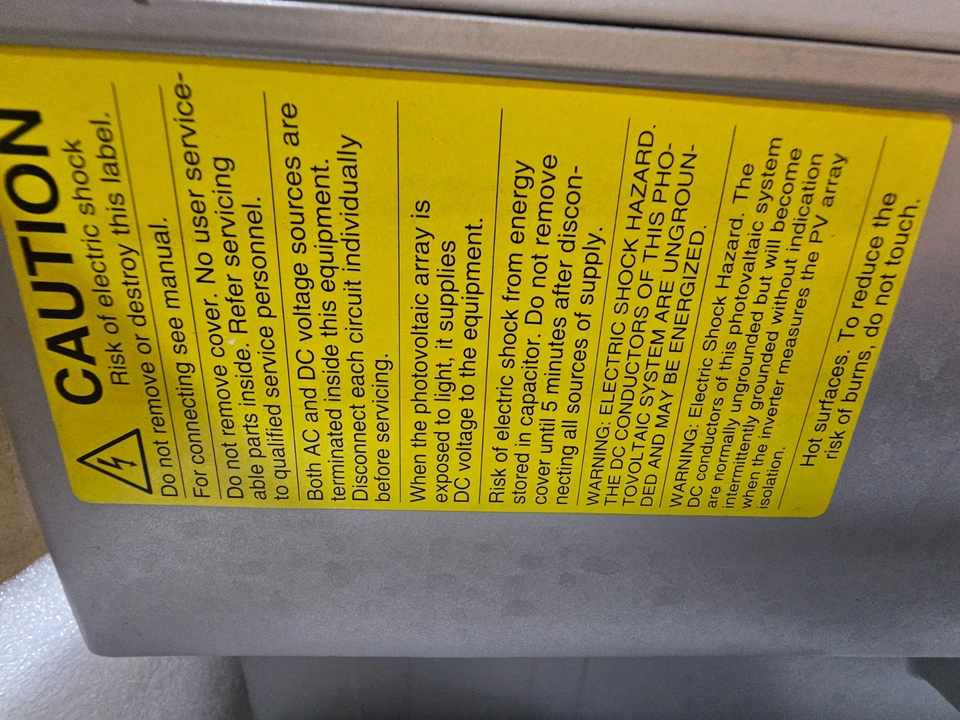 CAUTION
Risk of electric shock
Do not remove or destroy this label.
For connecting see manual.
Do not remove cover. No user service-
able parts inside. Refer servicing
to qualified service personnel.
Both AC and DC voltage sources are
terminated inside this equipment.
Disconnect each circuit individually
before servicing.
When the photovoltaic array is
exposed to light, it supplies
DC voltage to the equipment.
Risk of electric shock from energy
stored in capacitor. Do not remove
cover until 5 minutes after discon-
necting all sources of supply.
WARNING: ELECTRIC SHOCK HAZARD.
THE DC CONDUCTORS OF THIS PHO-
TOVOLTAIC SYSTEM ARE UNGROUN-
DED AND MAY BE ENERGIZED.
WARNING: Electric Shock Hazard. The
DC conductors of this photovoltaic system
are normally ungrounded but will become
intermittently grounded without indication
when the inverter measures the PV array
isolation.
Hot surfaces. To reduce the
risk of burns, do not touch.